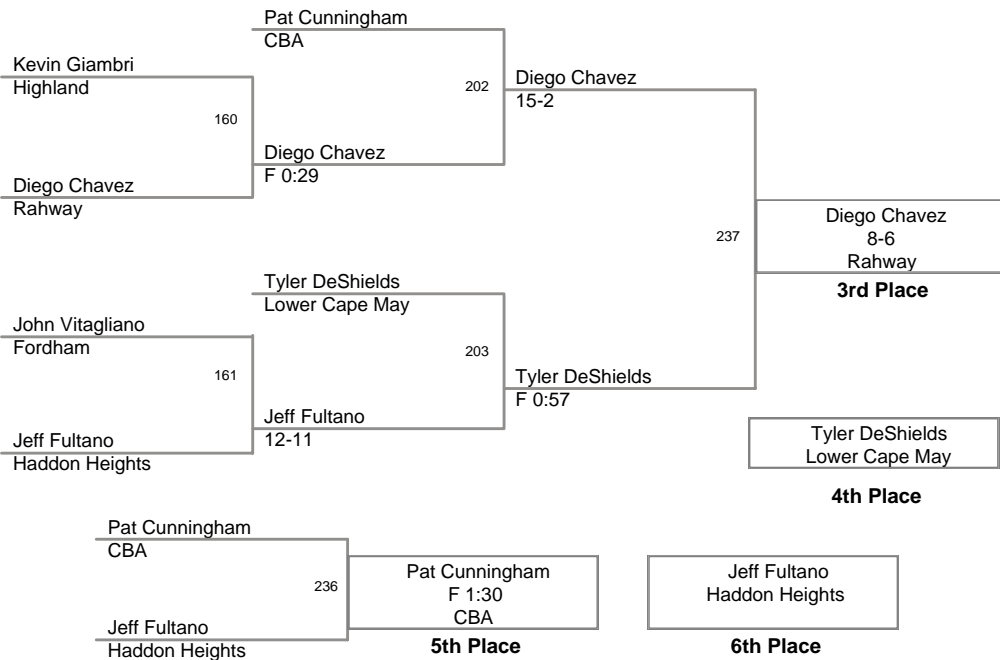 Pat Cunningham
CBA
Kevin Giambri
Highland
202
Diego Chavez
15-2
160
Diego Chavez
F 0:29
Diego Chavez
Rahway
237
Diego Chavez
8-6
Rahway
3rd Place
Tyler DeShields
Lower Cape May
John Vitagliano
Fordham
203
161
Tyler DeShields
F 0:57
Jeff Fultano
12-11
Jeff Fultano
Haddon Heights
Tyler DeShields
Lower Cape May
4th Place
Pat Cunningham
CBA
236
Pat Cunningham
F 1:30
CBA
5th Place
Jeff Fultano
Haddon Heights
Jeff Fultano
Haddon Heights
6th Place